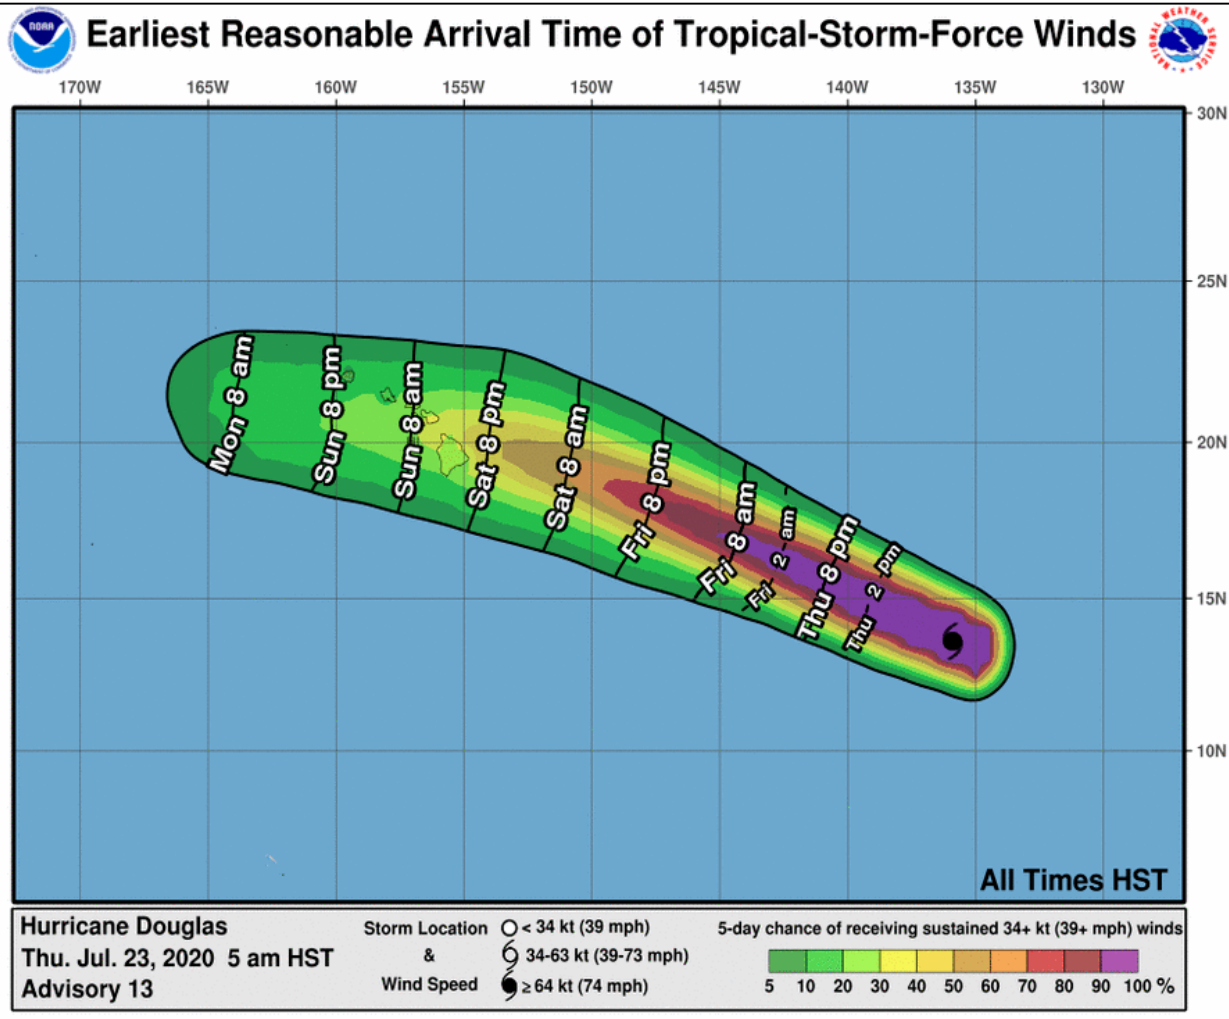 NOAA
Earliest Reasonable Arrival Time of Tropical-Storm-Force Winds
NATIONAL WEATHER SERVICE
170W 165W 160W 155W 150W 145W 140W 135W 130W
30N
25N
20N
15N
10N
Mon 8 am
Sun 8 pm
Sun 8 am
Sat 8 pm
Sat 8 am
Fri 8 pm
Fri 8 am
Fri 2 am
Thu 8 pm
Thu 2 pm
All Times HST
Hurricane Douglas
Thu. Jul. 23, 2020 5 am HST
Advisory 13
Storm Location
&
Wind Speed
< 34 kt (39 mph)
34-63 kt (39-73 mph)
≥ 64 kt (74 mph)
5-day chance of receiving sustained 34+ kt (39+ mph) winds
5 10 20 30 40 50 60 70 80 90 100 %